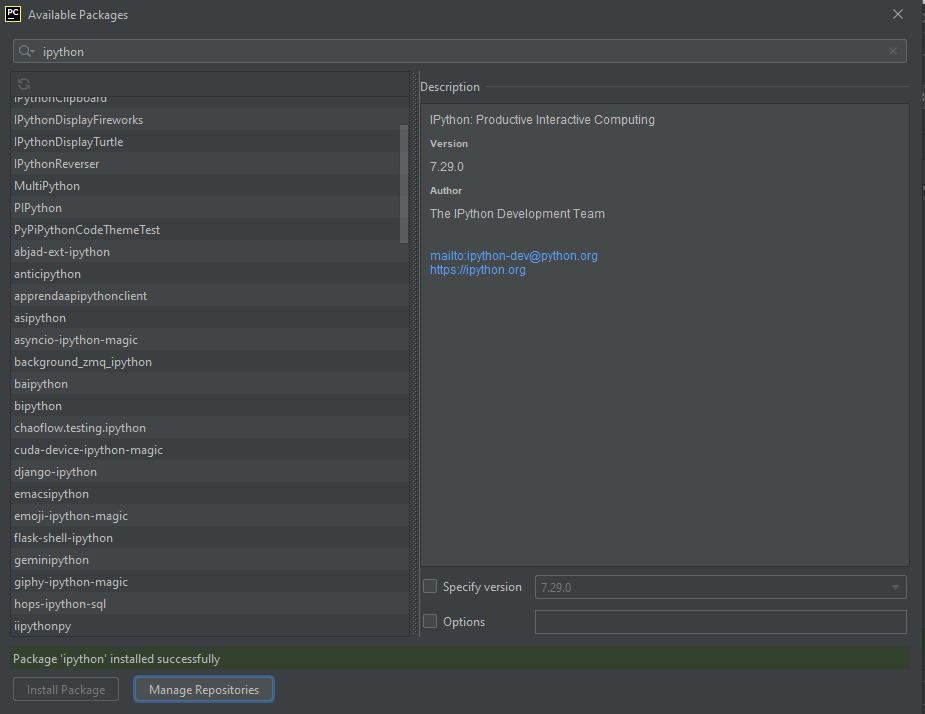 PC
Available Packages
ipython
IPythonClipboard
IPythonDisplayFireworks
IPythonDisplayTurtle
IPythonReverser
MultiPython
PIPython
PyPiPythonCodeThemeTest
abjad-ext-ipython
anticipython
apprendaapipythonclient
asipython
asyncio-ipython-magic
background_zmq_ipython
baipython
bipython
chaoflow.testing.ipython
cuda-device-ipython-magic
django-ipython
emacsipython
emoji-ipython-magic
flask-shell-ipython
geminipython
giphy-ipython-magic
hops-ipython-sql
iipythonpy
Description
IPython: Productive Interactive Computing
Version
7.29.0
Author
The IPython Development Team
mailto:ipython-dev@python.org
https://ipython.org
Specify version
7.29.0
Options
Package 'ipython' installed successfully
Install Package
Manage Repositories